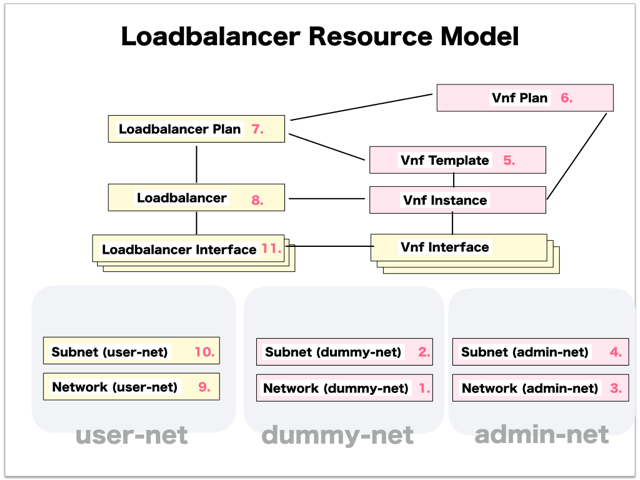 Loadbalancer Resource Model
Vnf Plan 6.
Loadbalancer Plan 7.
Vnf Template 5.
Loadbalancer 8.
Vnf Instance
Loadbalancer Interface 11.
Vnf Interface
Subnet (user-net) 10.
Subnet (dummy-net) 2.
Subnet (admin-net) 4.
Network (user-net) 9.
Network (dummy-net) 1.
Network (admin-net) 3.
user-net
dummy-net
admin-net